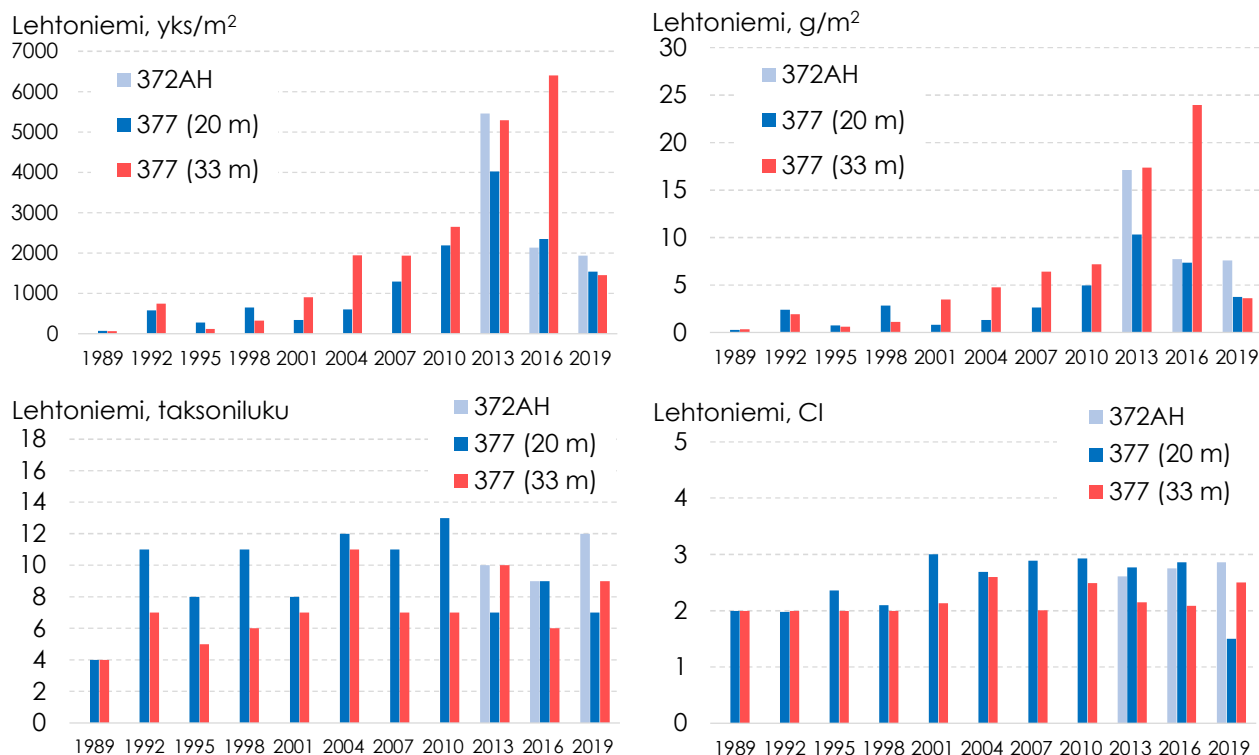 Lehtoniemi, yks/m²
7000
6000
5000
4000
3000
2000
1000
0
372AH
377 (20 m)
377 (33 m)
1989 1992 1995 1998 2001 2004 2007 2010 2013 2016 2019
Lehtoniemi, g/m²
30
25
20
15
10
5
0
372AH
377 (20 m)
377 (33 m)
1989 1992 1995 1998 2001 2004 2007 2010 2013 2016 2019
Lehtoniemi, taksoniluku
18
16
14
12
10
8
6
4
2
0
372AH
377 (20 m)
377 (33 m)
1989 1992 1995 1998 2001 2004 2007 2010 2013 2016 2019
Lehtoniemi, CI
5
4
3
2
1
0
372AH
377 (20 m)
377 (33 m)
1989 1992 1995 1998 2001 2004 2007 2010 2013 2016 2019